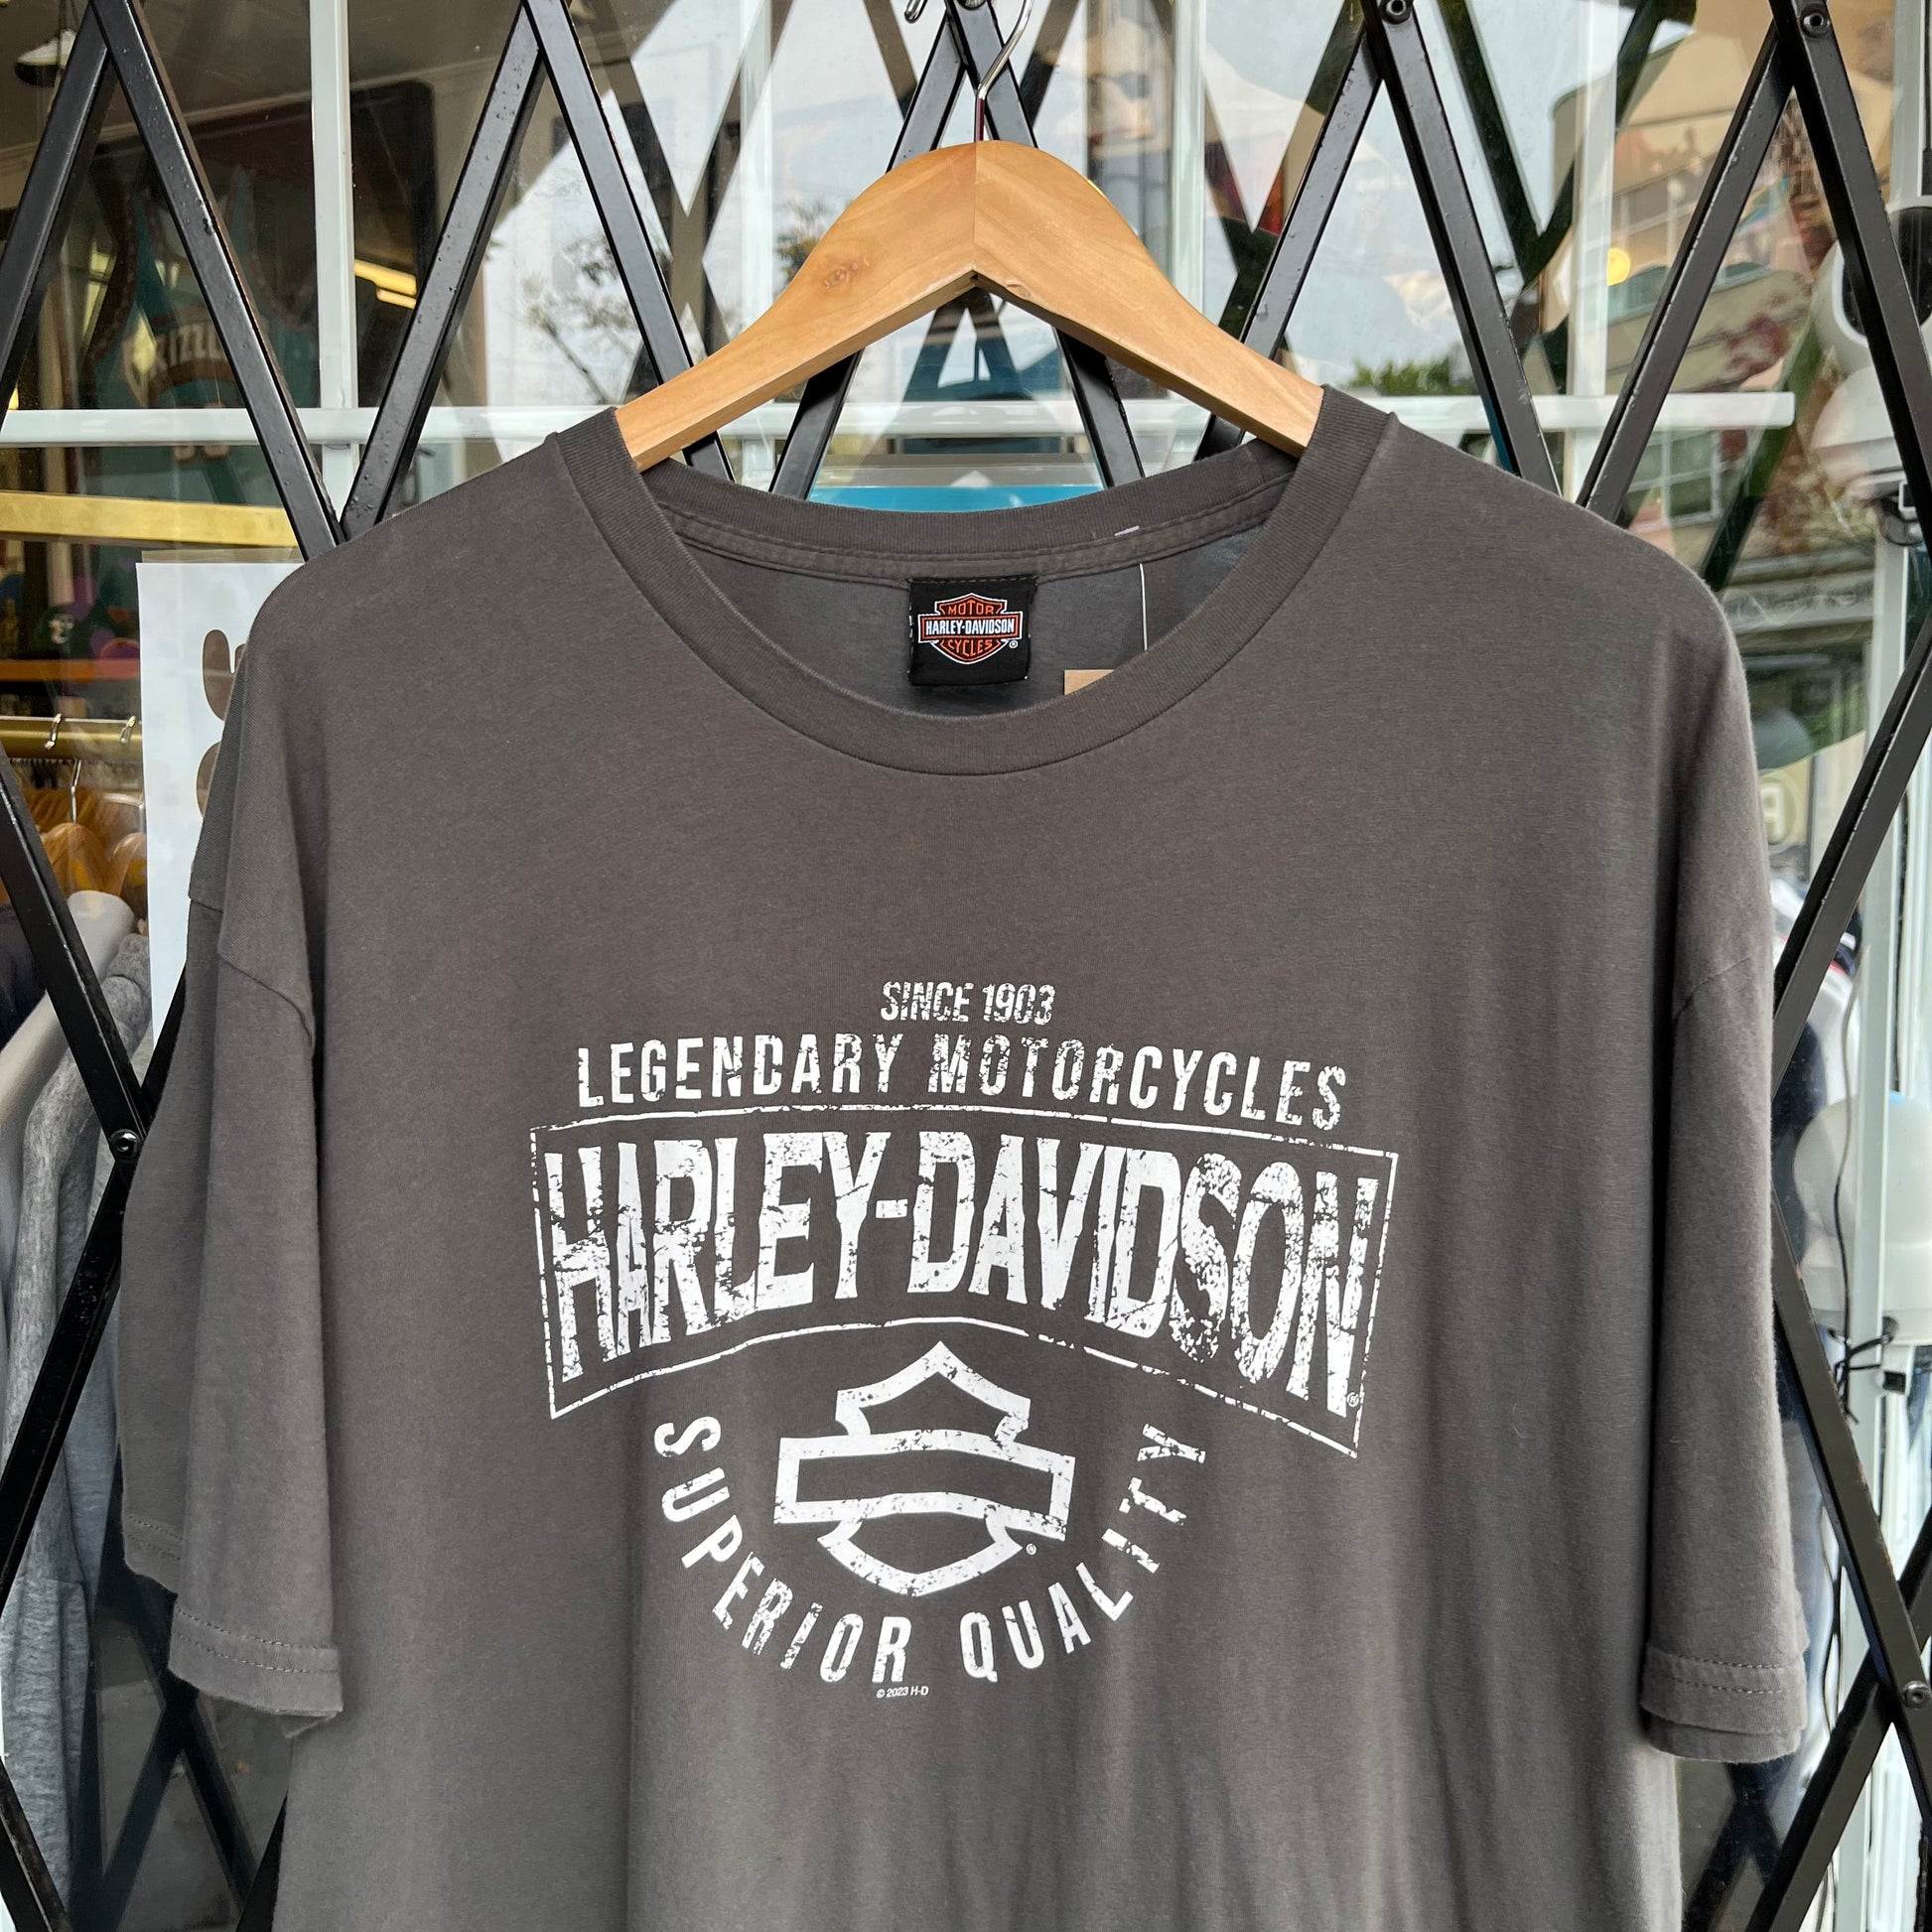 MOTOR
HARLEY-DAVIDSON
CYCLES
®
SINCE 1903
LEGENDARY MOTORCYCLES
HARLEY-DAVIDSON
®
SUPERIOR QUALITY
®
© 2023 H-D